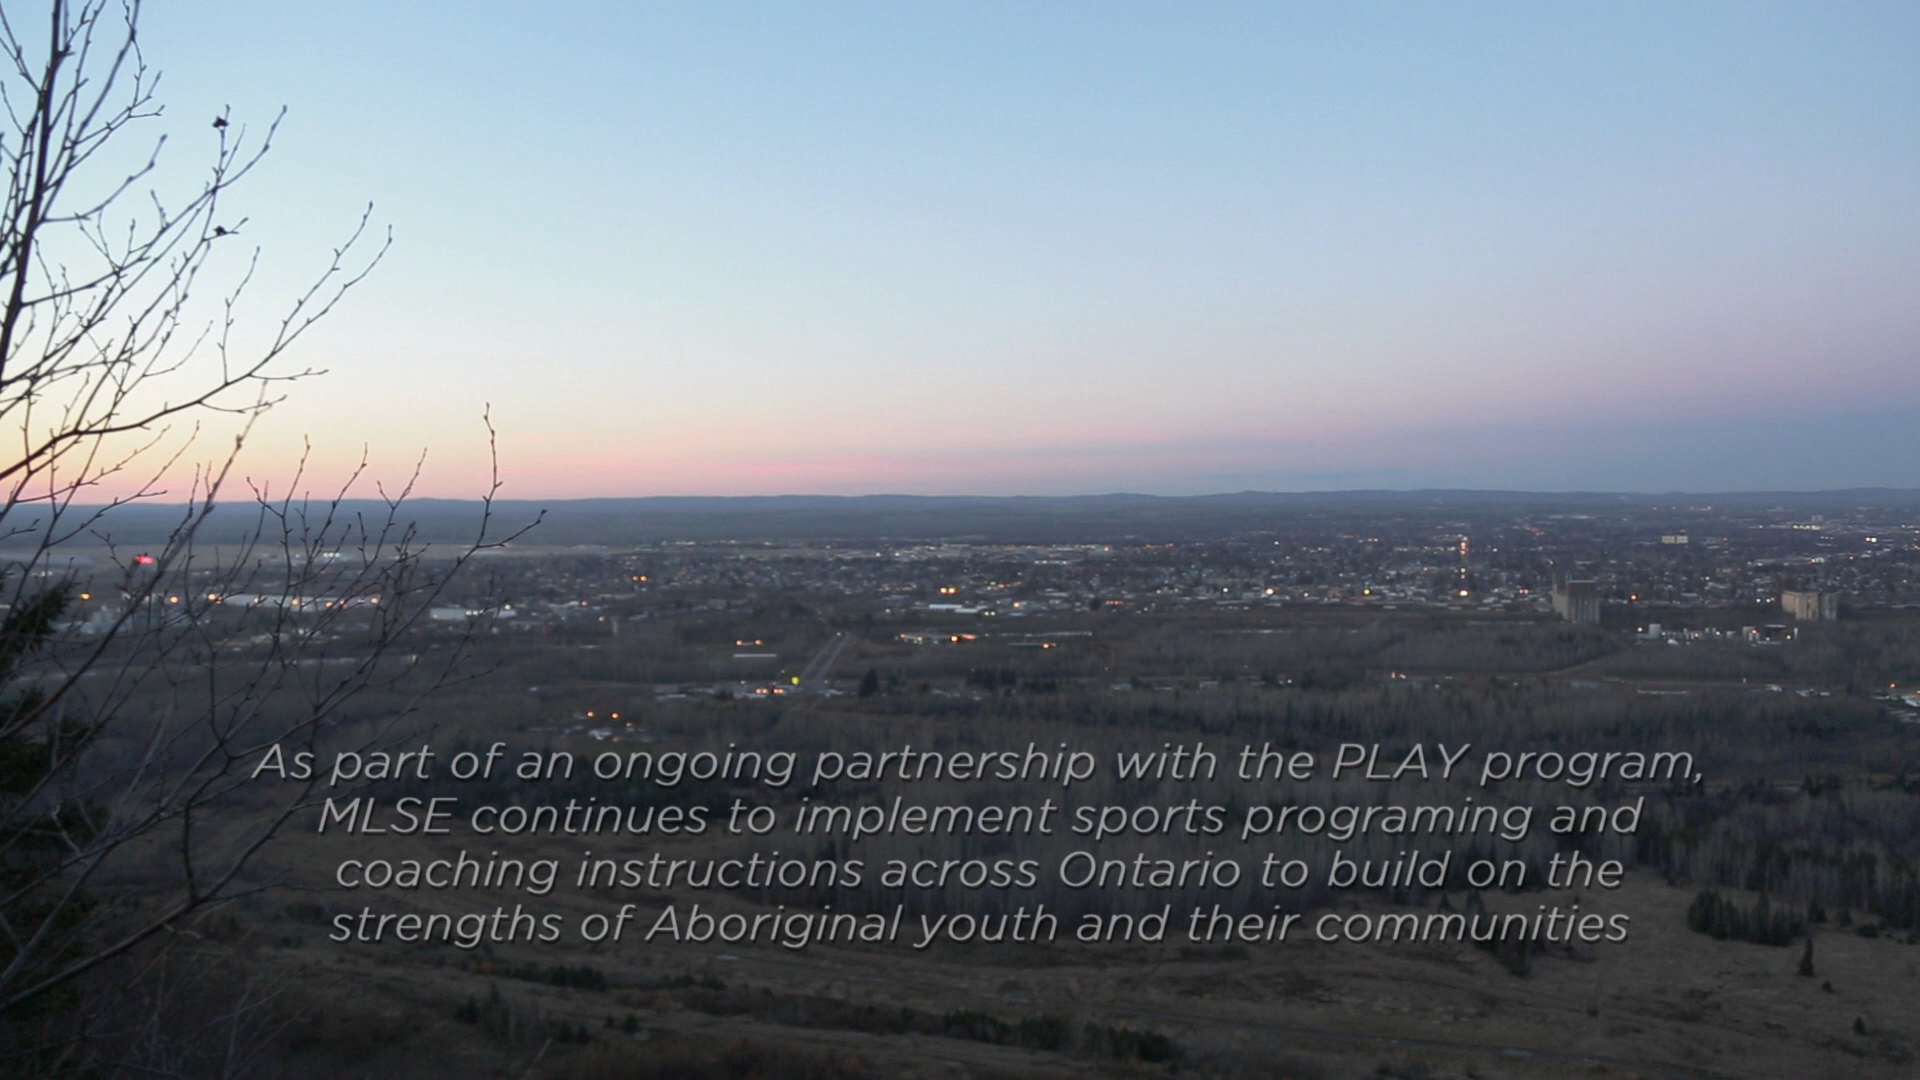 As part of an ongoing partnership with the PLAY program,
MLSE continues to implement sports programing and
coaching instructions across Ontario to build on the
strengths of Aboriginal youth and their communities